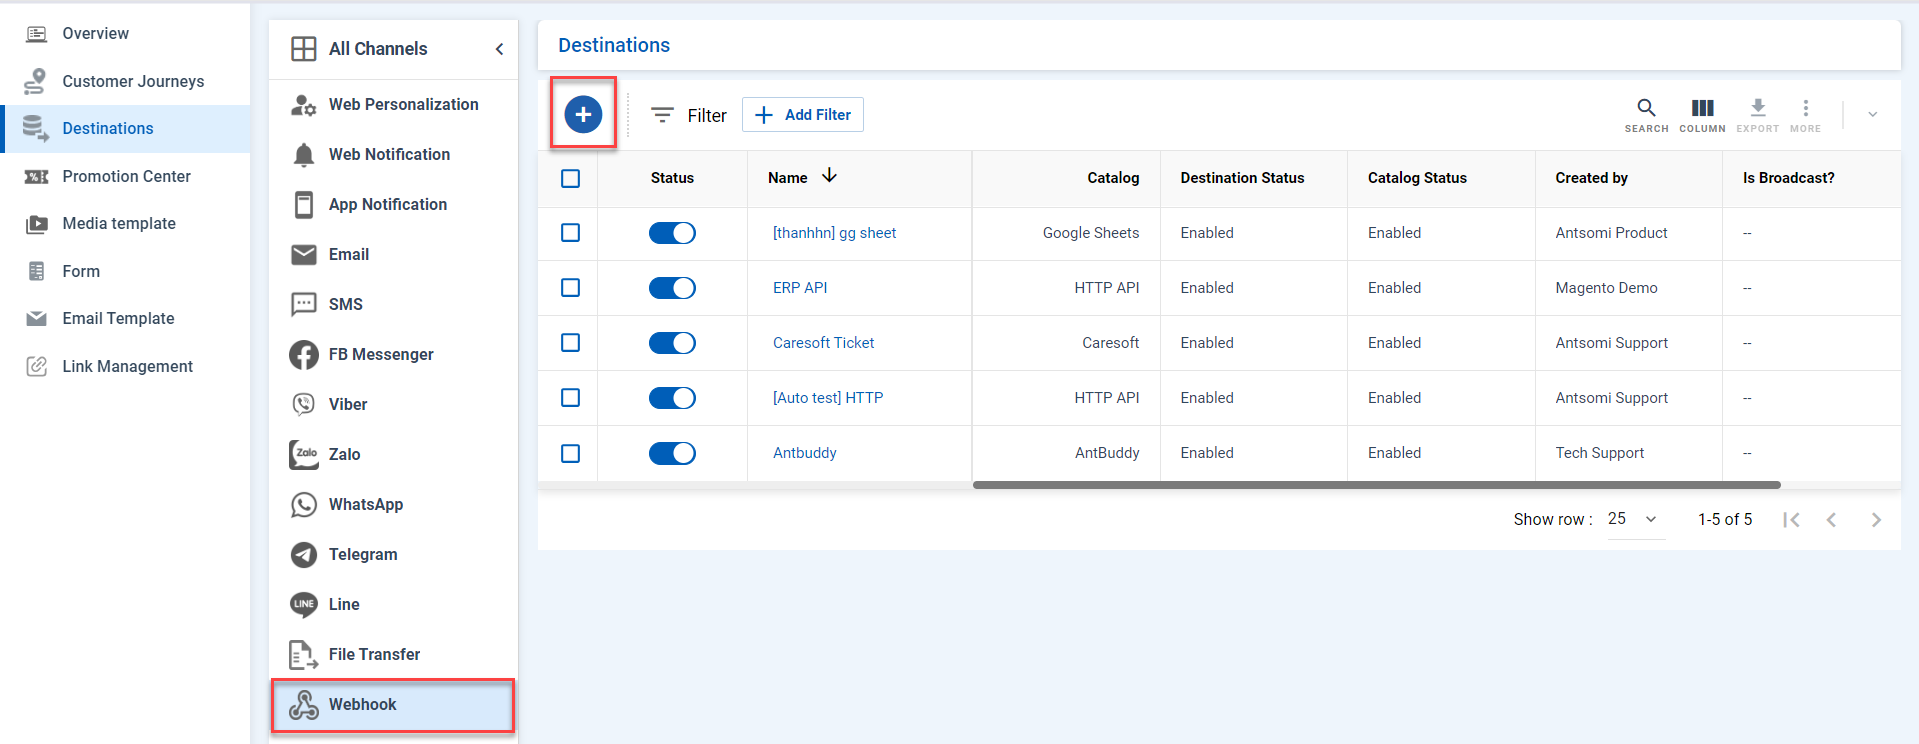 Overview
Customer Journeys
Destinations
Promotion Center
Media template
Form
Email Template
Link Management
All Channels
Web Personalization
Web Notification
App Notification
Email
SMS
FB Messenger
Viber
Zalo
Zalo
WhatsApp
Telegram
LINE
Line
File Transfer
Webhook
Destinations
Filter
Add Filter
SEARCH COLUMN EXPORT MORE
Status Name Catalog Destination Status Catalog Status Created by Is Broadcast?
[thanhhn] gg sheet Google Sheets Enabled Enabled Antsomi Product --
ERP API HTTP API Enabled Enabled Magento Demo --
Caresoft Ticket Caresoft Enabled Enabled Antsomi Support --
[Auto test] HTTP HTTP API Enabled Enabled Antsomi Support --
Antbuddy AntBuddy Enabled Enabled Tech Support --
Show row : 25 1-5 of 5